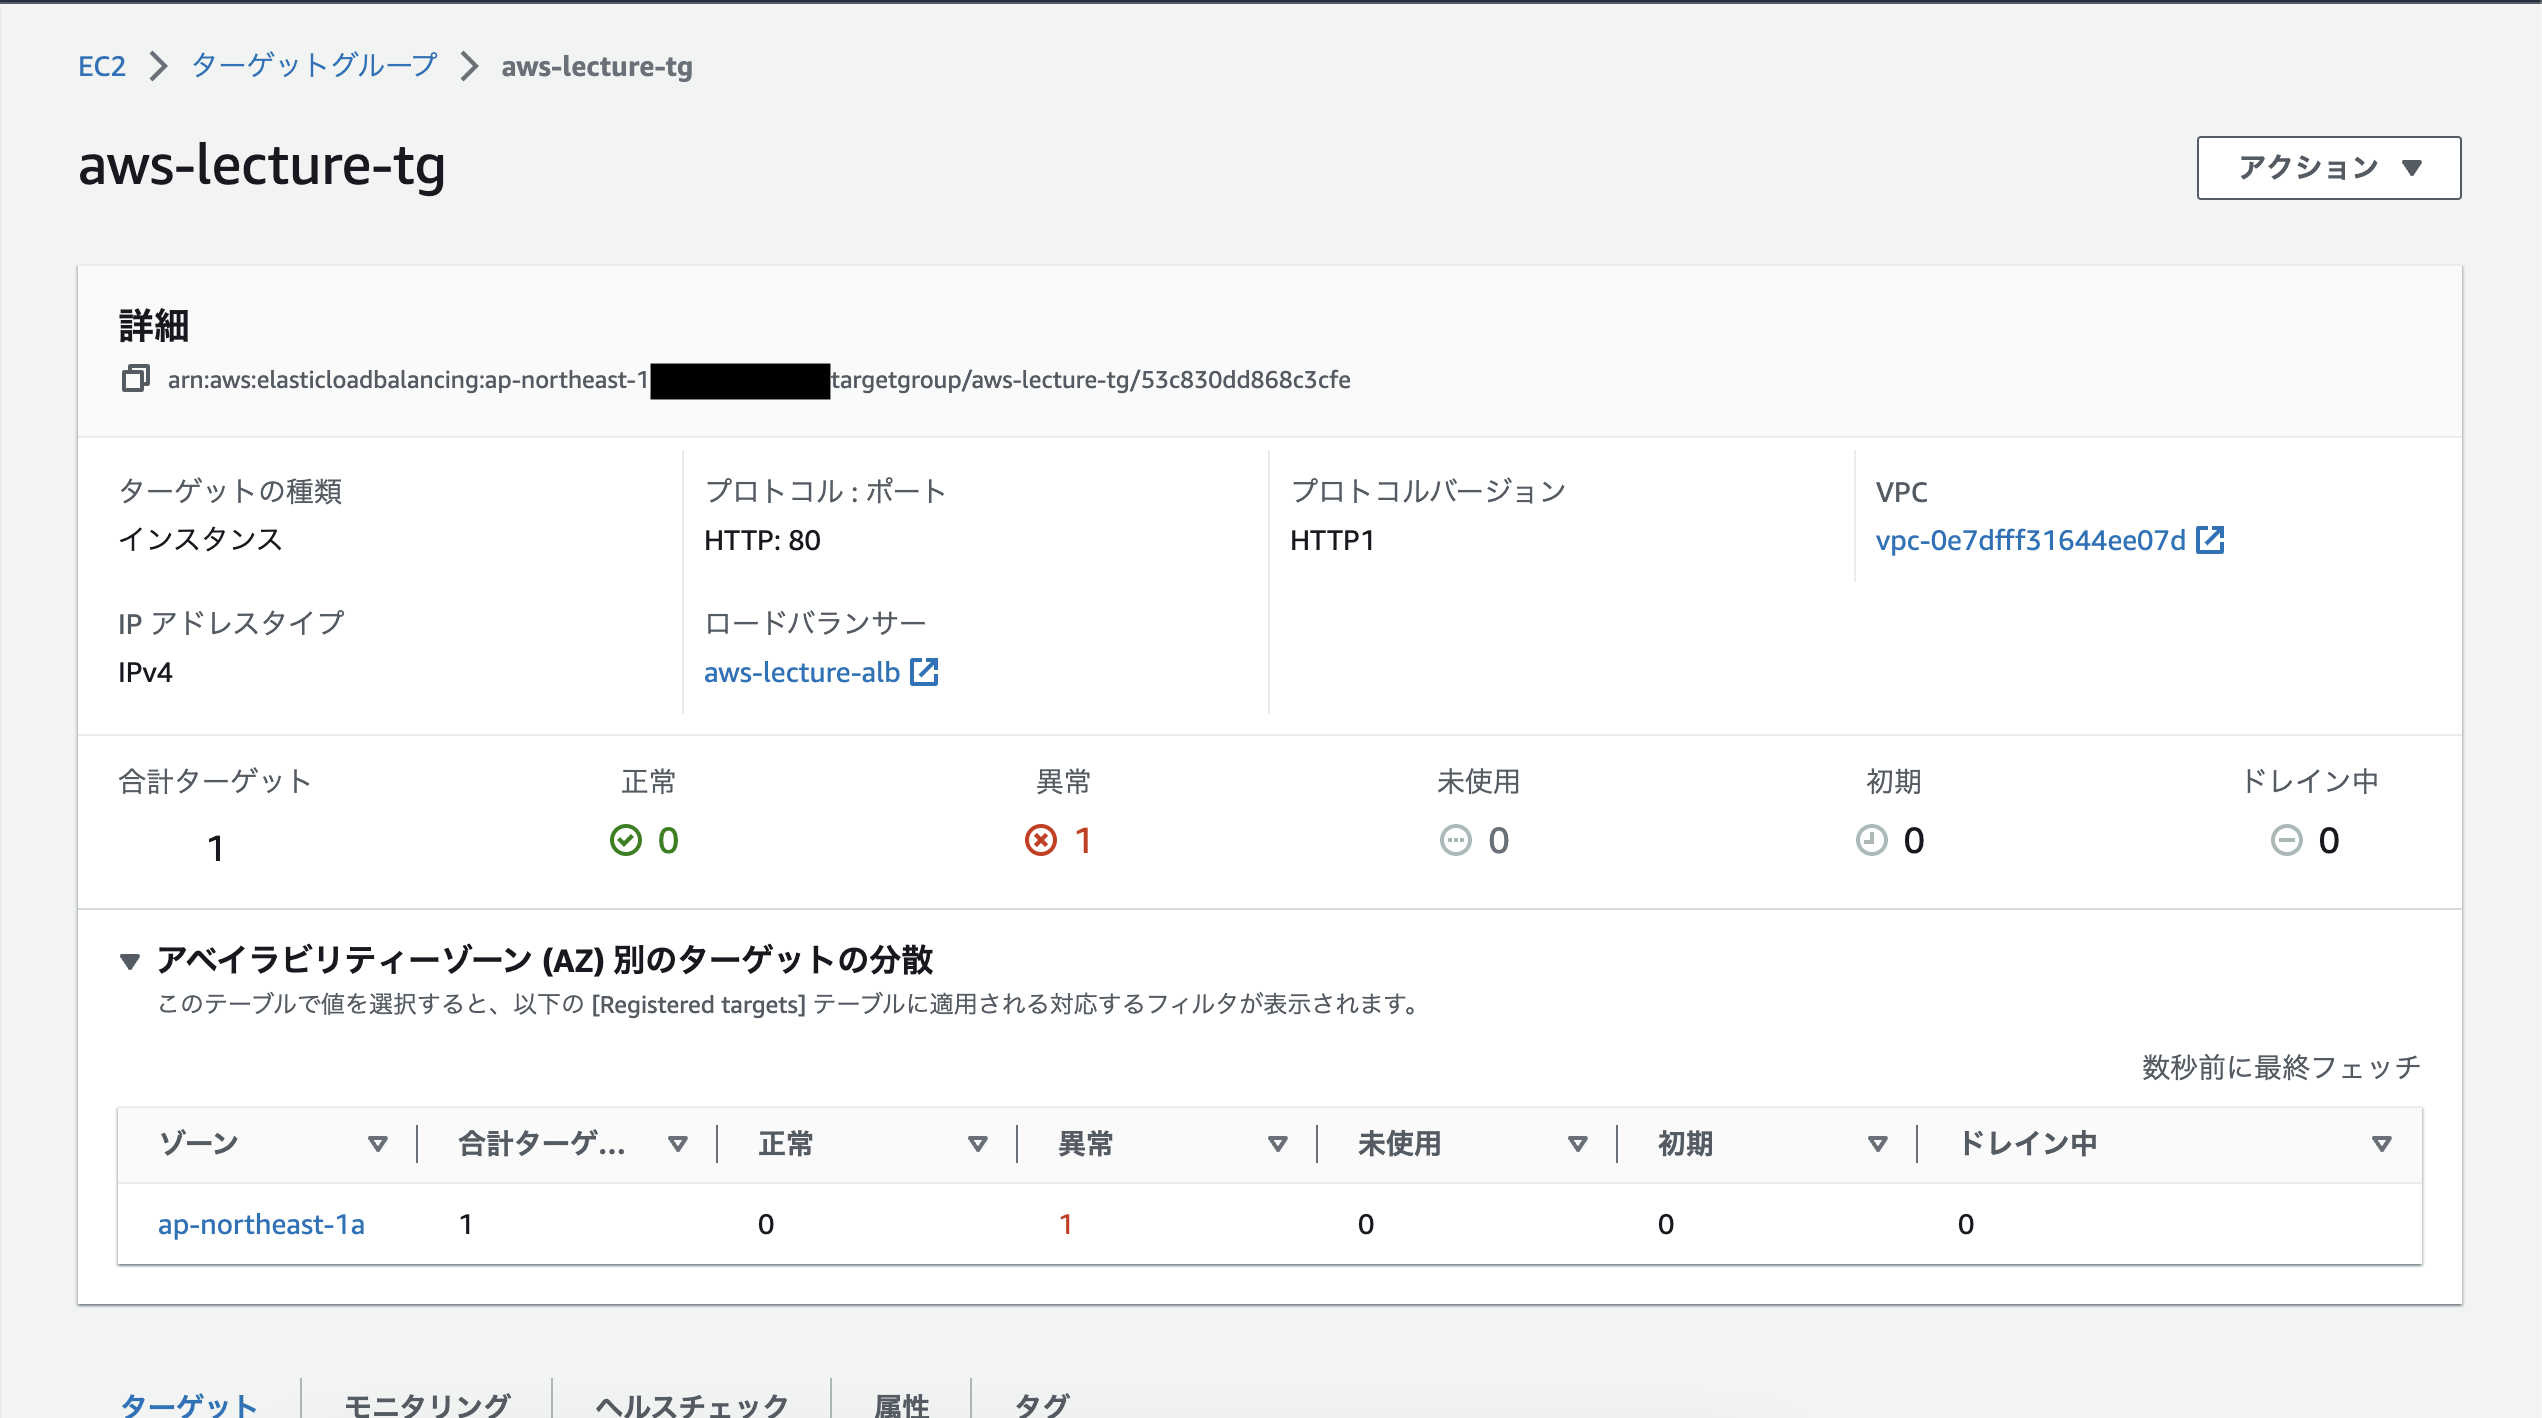 EC2 ターゲットグループ aws-lecture-tg
aws-lecture-tg
アクション
詳細
arn:aws:elasticloadbalancing:ap-northeast-1 targetgroup/aws-lecture-tg/53c830dd868c3cfe
ターゲットの種類
インスタンス
プロトコル : ポート
HTTP: 80
プロトコルバージョン
HTTP1
VPC
vpc-0e7dfff31644ee07d
IP アドレスタイプ
IPv4
ロードバランサー
aws-lecture-alb
合計ターゲット
1
正常
0
異常
1
未使用
0
初期
0
ドレイン中
0
アベイラビリティーゾーン (AZ) 別のターゲットの分散
このテーブルで値を選択すると、以下の [Registered targets] テーブルに適用される対応するフィルタが表示されます。
数秒前に最終フェッチ
ゾーン 合計ターゲ... 正常 異常 未使用 初期 ドレイン中
ap-northeast-1a 1 0 1 0 0 0
ターゲット モニタリング ヘルスチェック 属性 タグ